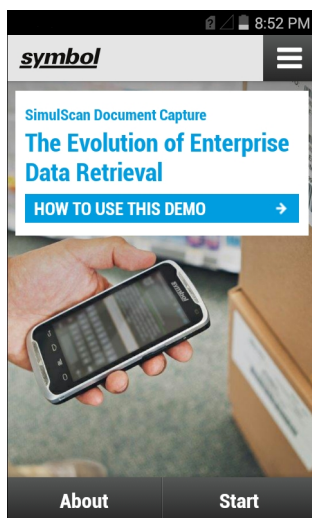 8:52 PM
symbol
SimulScan Document Capture
The Evolution of Enterprise
Data Retrieval
HOW TO USE THIS DEMO
symbol
About
Start